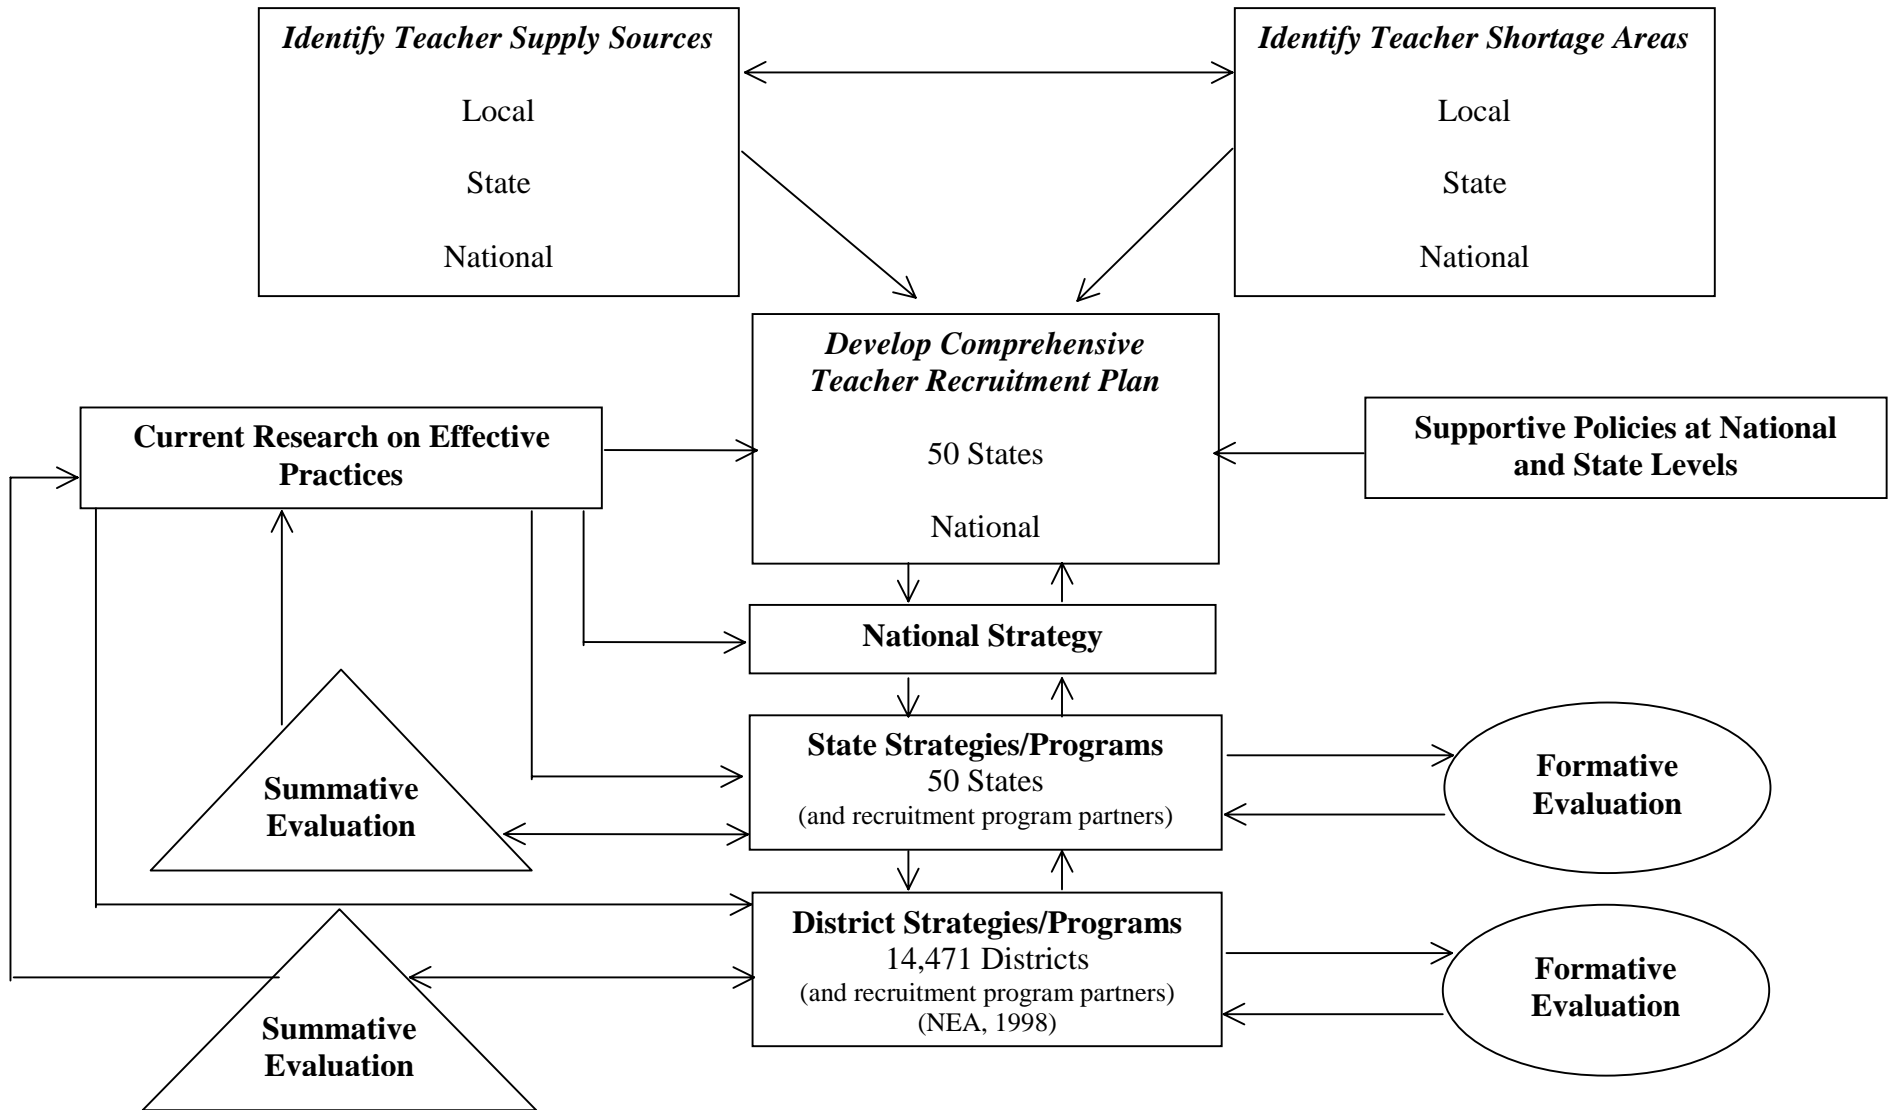 Identify Teacher Supply Sources
Local
State
National
Identify Teacher Shortage Areas
Local
State
National
Develop Comprehensive
Teacher Recruitment Plan
50 States
National
Current Research on Effective
Practices
Supportive Policies at National
and State Levels
National Strategy
State Strategies/Programs
50 States
(and recruitment program partners)
Summative
Evaluation
Formative
Evaluation
District Strategies/Programs
14,471 Districts
(and recruitment program partners)
(NEA, 1998)
Summative
Evaluation
Formative
Evaluation